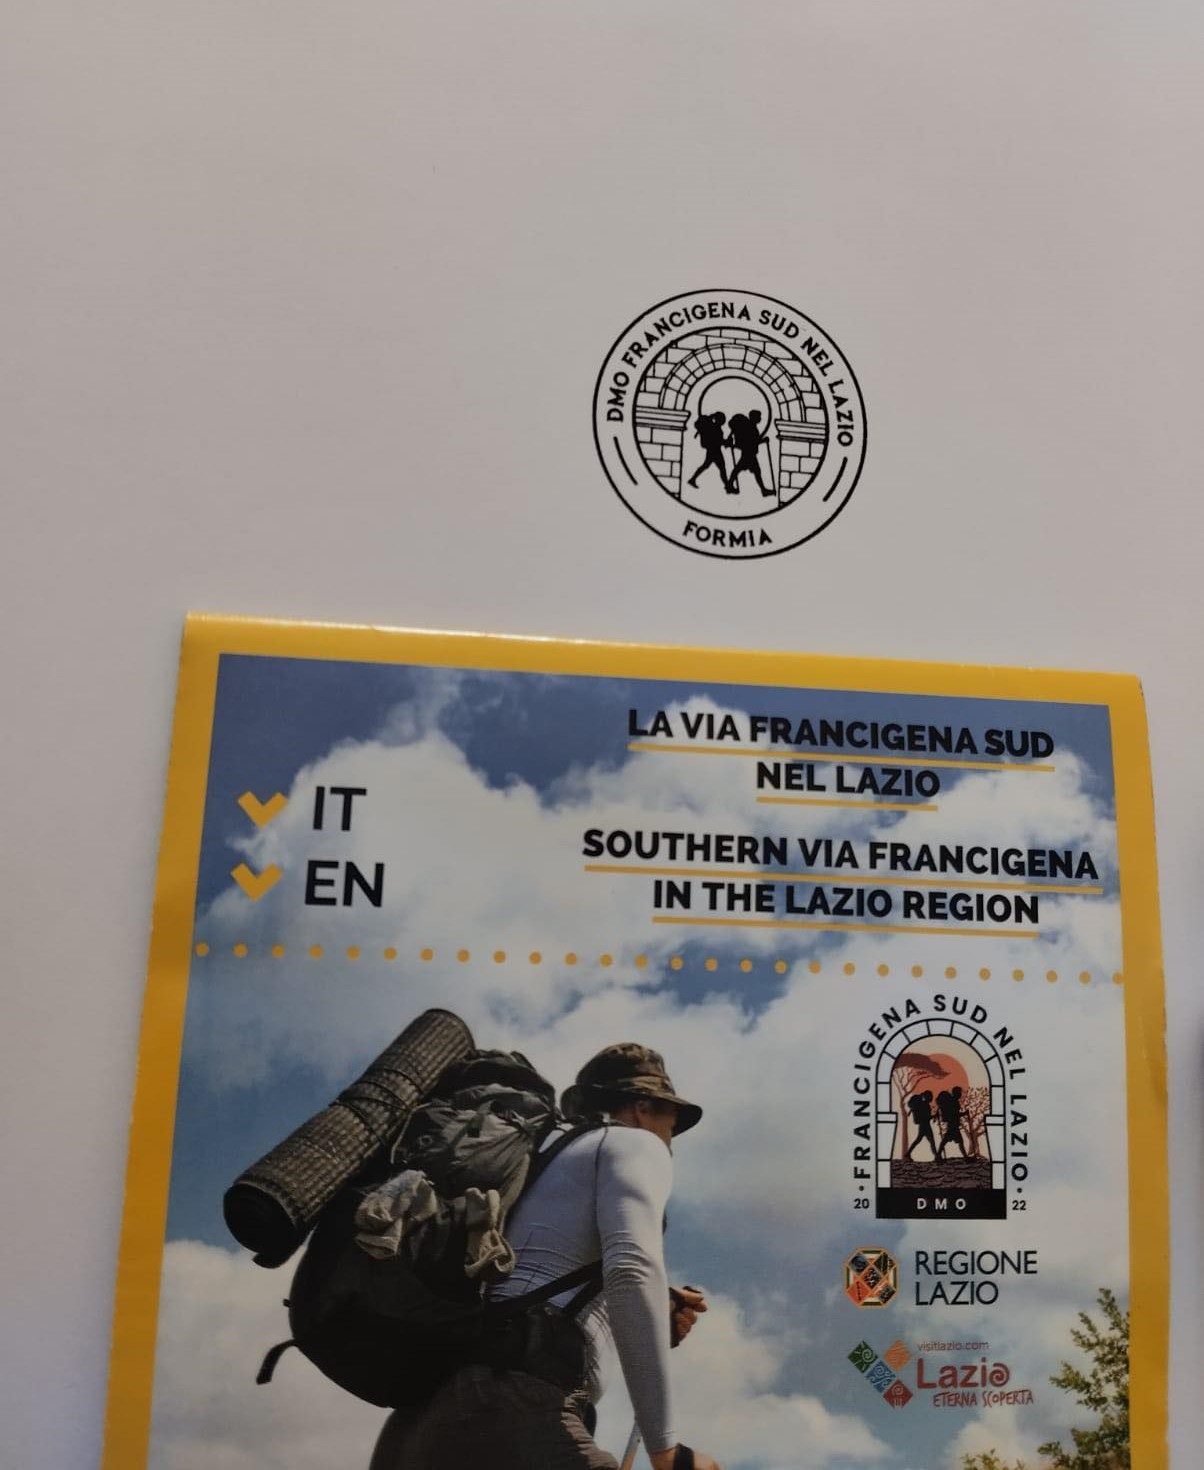 DMO FRANCIGENA SUD NEL LAZIO
FORMIA
LA VIA FRANCIGENA SUD
NEL LAZIO
IT
EN
SOUTHERN VIA FRANCIGENA
IN THE LAZIO REGION
• FRANCIGENA SUD NEL LAZIO •
20 DMO 22
REGIONE
LAZIO
visitlazio.com
Lazio
ETERNA SCOPERTA